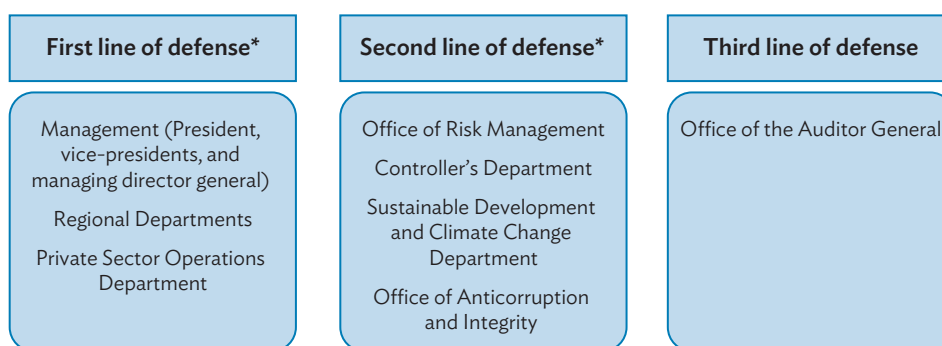 First line of defense*
Management (President,
vice-presidents, and
managing director general)
Regional Departments
Private Sector Operations
Department
Second line of defense*
Office of Risk Management
Controller’s Department
Sustainable Development
and Climate Change
Department
Office of Anticorruption
and Integrity
Third line of defense
Office of the Auditor General